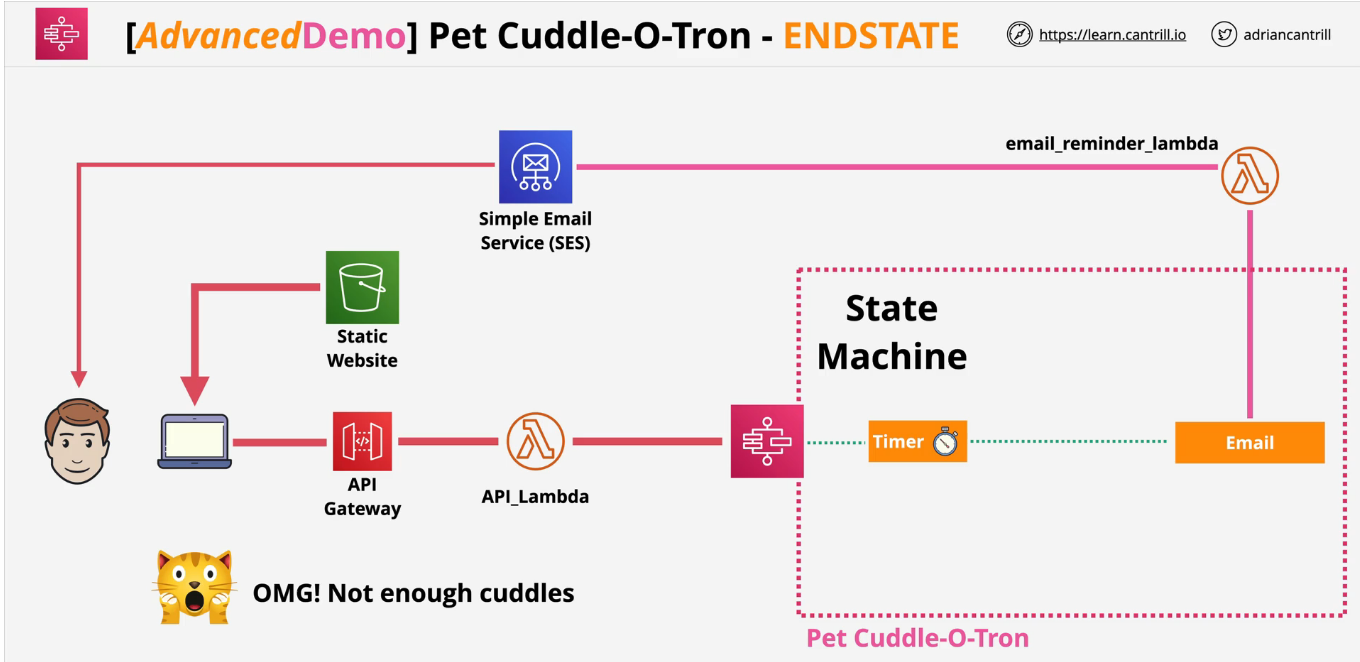 [AdvancedDemo] Pet Cuddle-O-Tron - ENDSTATE
https://learn.cantrill.io
adriancantrill
email_reminder_lambda
Simple Email
Service (SES)
Static
Website
State
Machine
Timer
Email
API
Gateway
API_Lambda
OMG! Not enough cuddles
Pet Cuddle-O-Tron